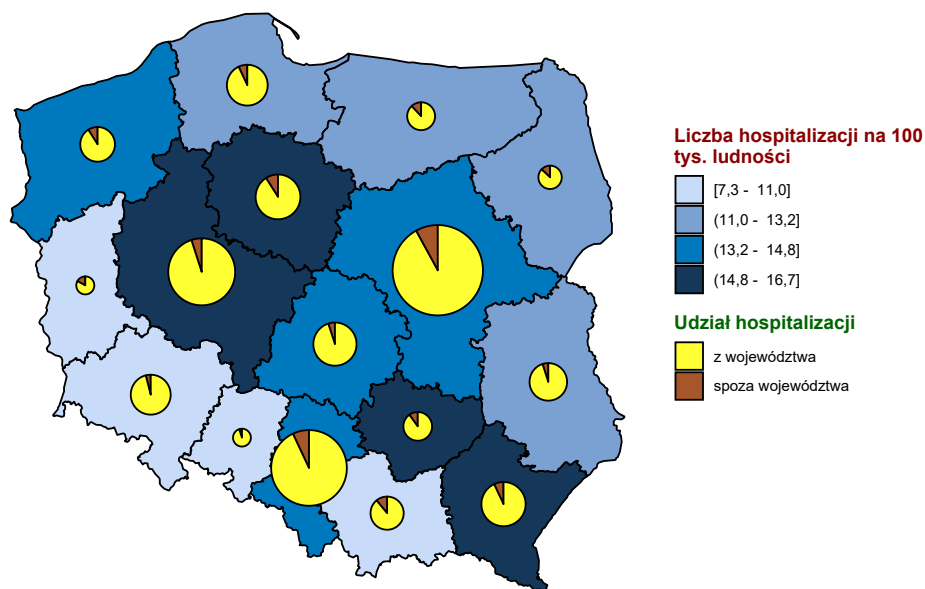 Liczba hospitalizacji na 100
tys. ludności
[7,3 - 11,0]
(11,0 - 13,2]
(13,2 - 14,8]
(14,8 - 16,7]
Udział hospitalizacji
z województwa
spoza województwa